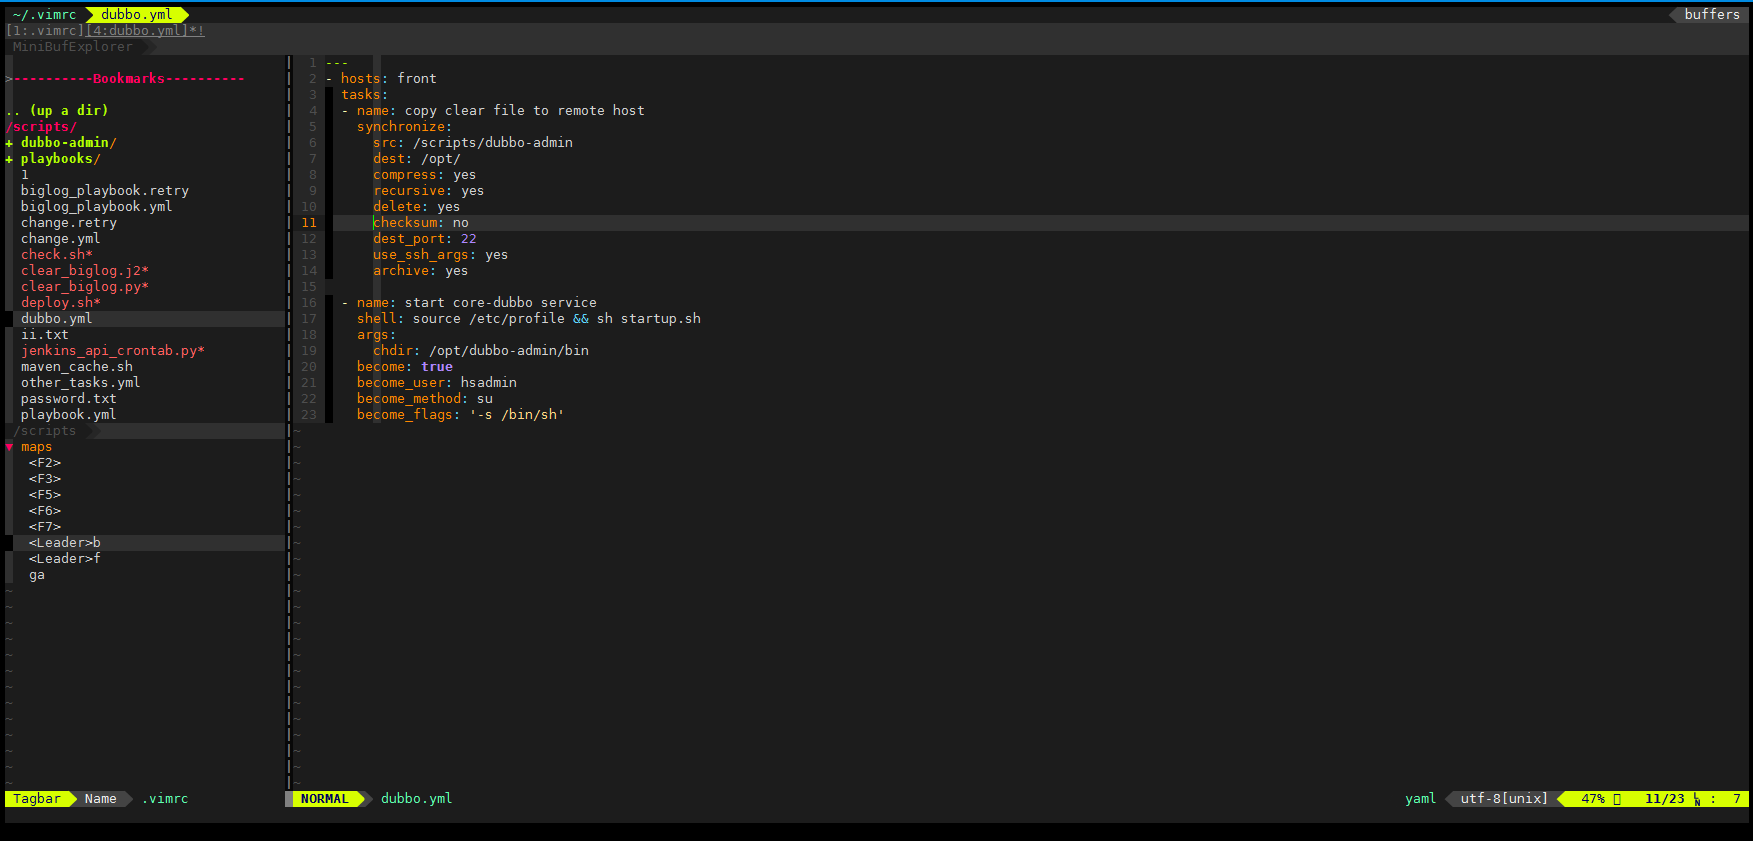 ~/.vimrc dubbo.yml buffers
[1:.vimrc][4:dubbo.yml]*!
MiniBufExplorer
>----------Bookmarks----------
.. (up a dir)
/scripts/
+ dubbo-admin/
+ playbooks/
1
biglog_playbook.retry
biglog_playbook.yml
change.retry
change.yml
check.sh*
clear_biglog.j2*
clear_biglog.py*
deploy.sh*
dubbo.yml
ii.txt
jenkins_api_crontab.py*
maven_cache.sh
other_tasks.yml
password.txt
playbook.yml
/scripts
▼ maps
<F2>
<F3>
<F5>
<F6>
<F7>
<Leader>b
<Leader>f
ga
1 ---
2 - hosts: front
3 tasks:
4 - name: copy clear file to remote host
5 synchronize:
6 src: /scripts/dubbo-admin
7 dest: /opt/
8 compress: yes
9 recursive: yes
10 delete: yes
11 checksum: no
12 dest_port: 22
13 use_ssh_args: yes
14 archive: yes
15
16 - name: start core-dubbo service
17 shell: source /etc/profile && sh startup.sh
18 args:
19 chdir: /opt/dubbo-admin/bin
20 become: true
21 become_user: hsadmin
22 become_method: su
23 become_flags: '-s /bin/sh'
Tagbar Name .vimrc
NORMAL dubbo.yml yaml utf-8[unix] 47% 11/23 : 7